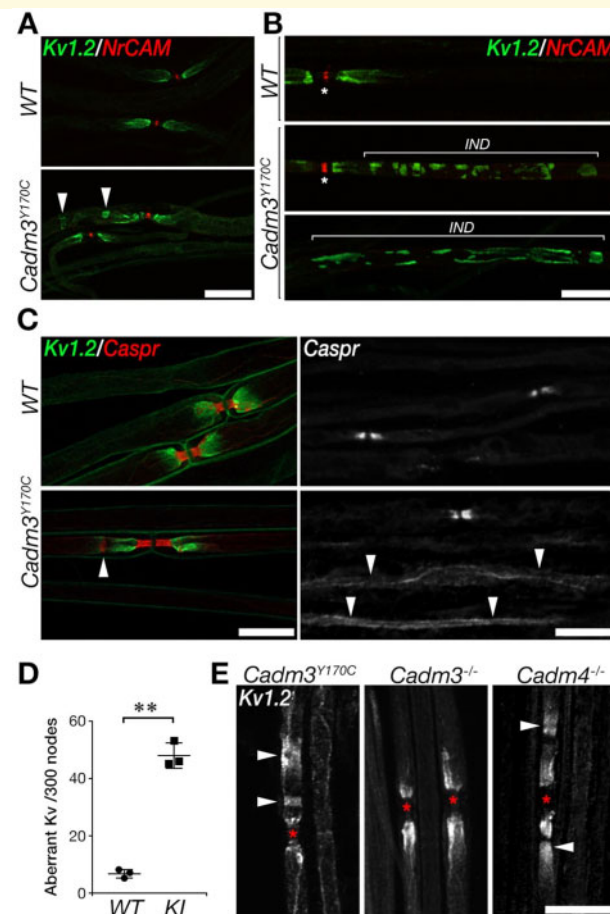 A
Kv1.2/NrCAM
WT
Cadm3Y170C
B
Kv1.2/NrCAM
WT
*
Cadm3Y170C
IND
*
IND
C
Kv1.2/Caspr
Caspr
WT
Cadm3Y170C
D
**
Aberrant Kv /300 nodes
60
40
20
0
WT KI
E
Cadm3Y170C Cadm3-/- Cadm4-/-
Kv1.2
* * * *